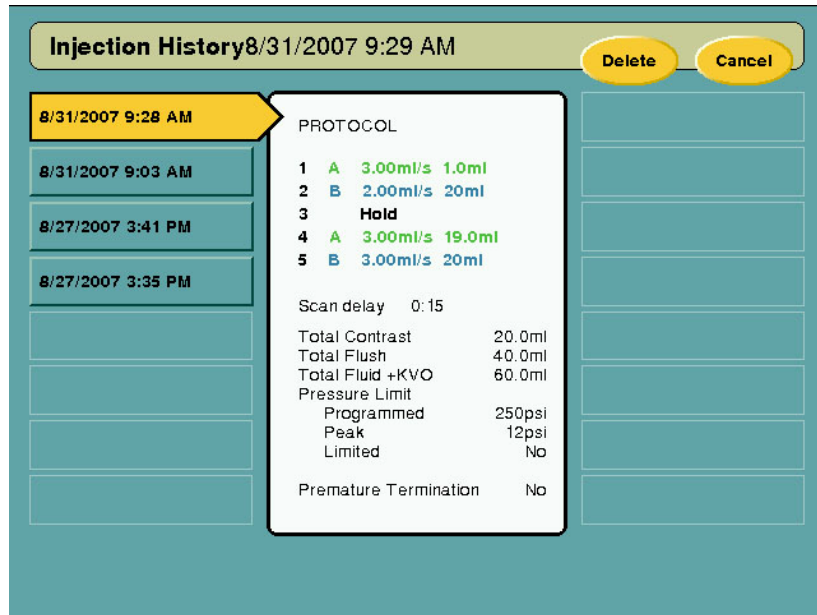 Injection History8/31/2007 9:29 AM
Delete
Cancel
8/31/2007 9:28 AM
8/31/2007 9:03 AM
8/27/2007 3:41 PM
8/27/2007 3:35 PM
PROTOCOL
1 A 3.00ml/s 1.0ml
2 B 2.00ml/s 20ml
3 Hold
4 A 3.00ml/s 19.0ml
5 B 3.00ml/s 20ml
Scan delay 0:15
Total Contrast 20.0ml
Total Flush 40.0ml
Total Fluid +KVO 60.0ml
Pressure Limit
Programmed 250psi
Peak 12psi
Limited No
Premature Termination No